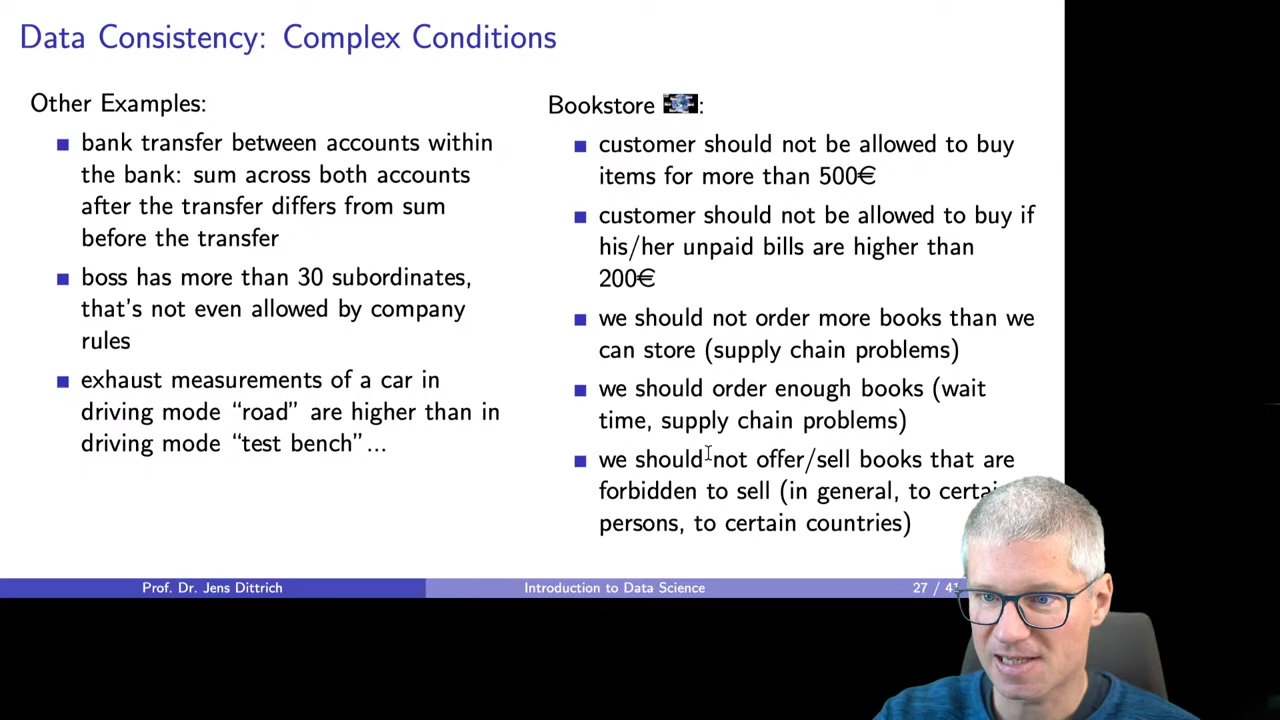 Data Consistency: Complex Conditions
Other Examples:
bank transfer between accounts within
the bank: sum across both accounts
after the transfer differs from sum
before the transfer
boss has more than 30 subordinates,
that's not even allowed by company
rules
exhaust measurements of a car in
driving mode “road” are higher than in
driving mode “test bench”...
Bookstore :
customer should not be allowed to buy
items for more than 500€
customer should not be allowed to buy if
his/her unpaid bills are higher than
200€
we should not order more books than we
can store (supply chain problems)
we should order enough books (wait
time, supply chain problems)
we should not offer/sell books that are
forbidden to sell (in general, to
persons, to certain countries)
Prof. Dr. Jens Dittrich
Introduction to Data Science
27 / 41